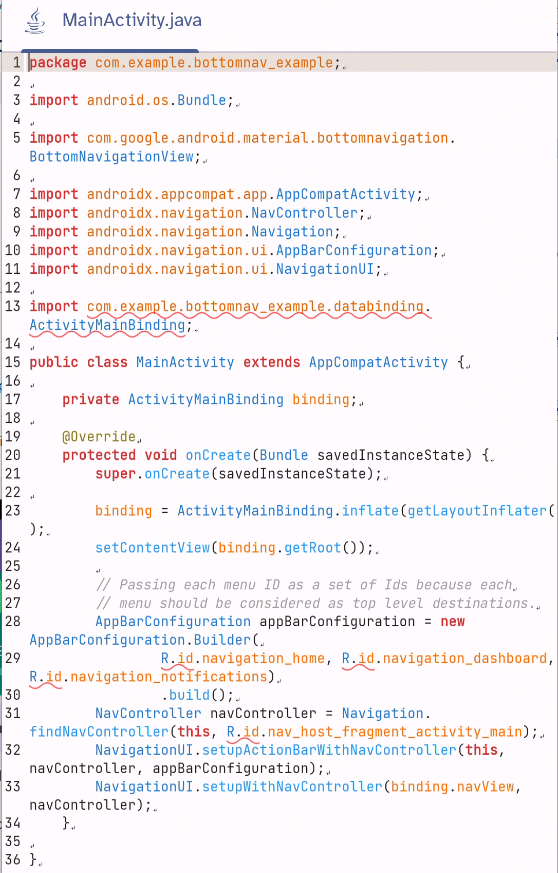 MainActivity.java
1 package com.example.bottomnav_example;
2
3 import android.os.Bundle;
4
5 import com.google.android.material.bottomnavigation.
BottomNavigationView;
6
7 import androidx.appcompat.app.AppCompatActivity;
8 import androidx.navigation.NavController;
9 import androidx.navigation.Navigation;
10 import androidx.navigation.ui.AppBarConfiguration;
11 import androidx.navigation.ui.NavigationUI;
12
13 import com.example.bottomnav_example.databinding.
ActivityMainBinding;
14
15 public class MainActivity extends AppCompatActivity {
16
17     private ActivityMainBinding binding;
18
19     @Override
20     protected void onCreate(Bundle savedInstanceState) {
21         super.onCreate(savedInstanceState);
22
23         binding = ActivityMainBinding.inflate(getLayoutInflater(
);
24         setContentView(binding.getRoot());
25
26         // Passing each menu ID as a set of Ids because each
27         // menu should be considered as top level destinations.
28         AppBarConfiguration appBarConfiguration = new
AppBarConfiguration.Builder(
29                 R.id.navigation_home, R.id.navigation_dashboard,
R.id.navigation_notifications)
30                 .build();
31         NavController navController = Navigation.
findNavController(this, R.id.nav_host_fragment_activity_main);
32         NavigationUI.setupActionBarWithNavController(this,
navController, appBarConfiguration);
33         NavigationUI.setupWithNavController(binding.navView,
navController);
34     }
35
36 }